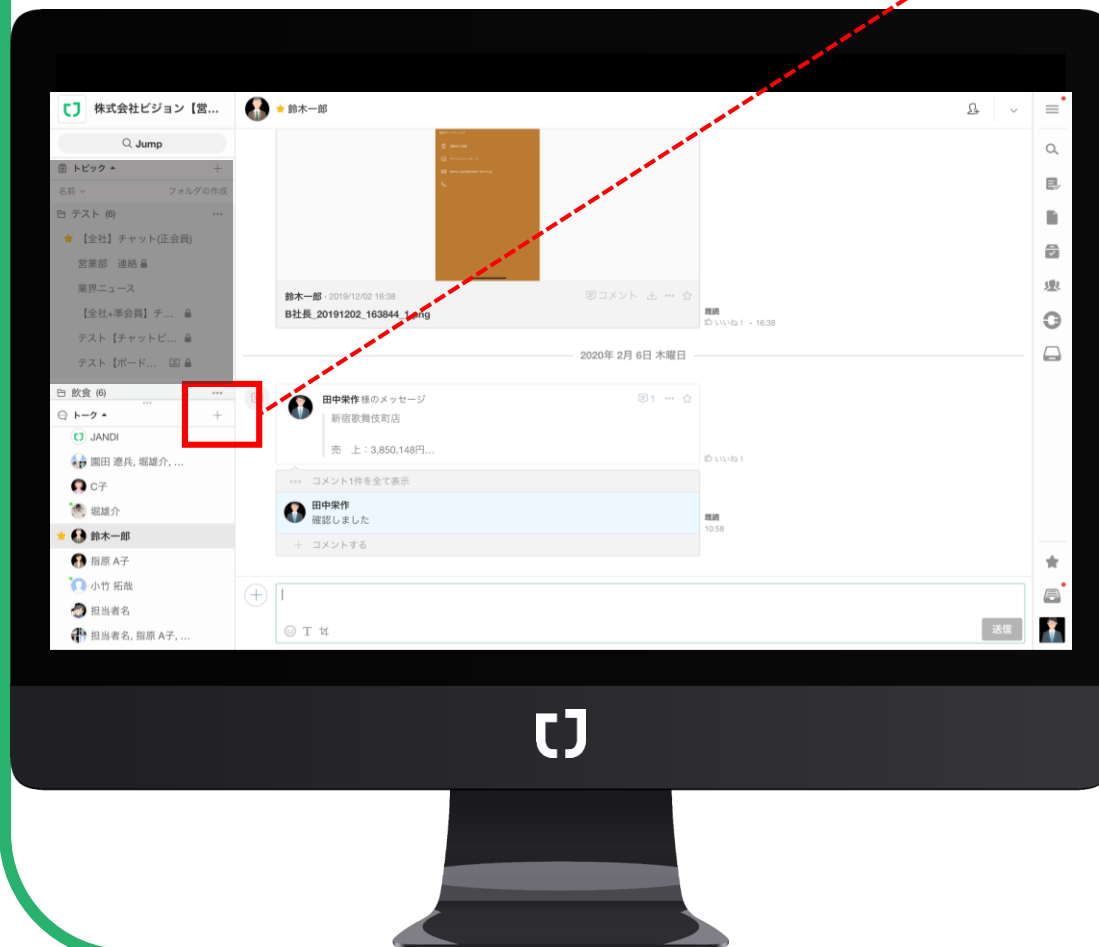 株式会社ビジョン【営...
鈴木一郎
Jump
トピック
名前
フォルダの作成
テスト (6)
【全社】チャット(正会員)
営業部 連絡
業界ニュース
【全社+準会員】チ...
テスト【チャットビ...
テスト【ボード...
飲食 (6)
トーク
JANDI
園田 遼兵, 堀雄介, ...
C子
堀雄介
鈴木一郎
指原 A子
小竹 拓哉
担当者名
担当者名, 指原 A子, ...
鈴木一郎・2019/12/02 16:38
コメント
B社長_20191202_163844_1.png
既読
いいね!・16:38
2020年 2月 6日 木曜日
田中栄作様のメッセージ
1
新宿歌舞伎町店
売 上：3,850,148円...
いいね!
コメント1件を全て表示
田中栄作
確認しました
既読
10:58
コメントする
送信